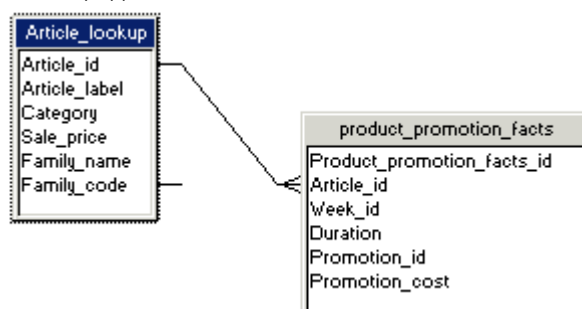 Article_lookup
Article_id
Article_label
Category
Sale_price
Family_name
Family_code
product_promotion_facts
Product_promotion_facts_id
Article_id
Week_id
Duration
Promotion_id
Promotion_cost